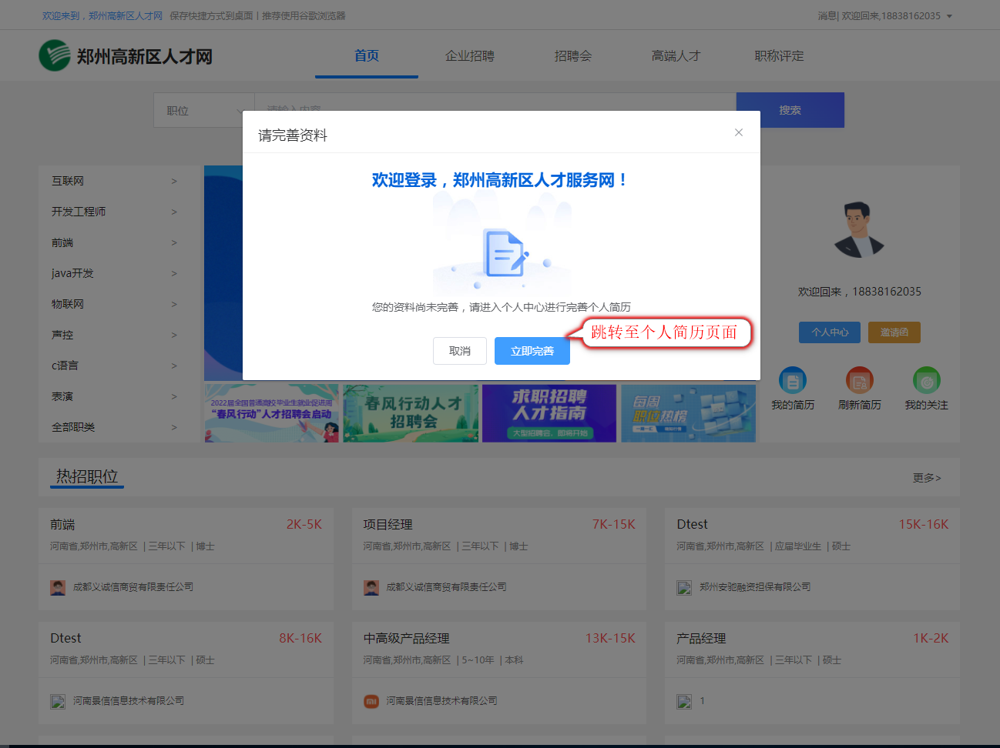 欢迎来到，郑州高新区人才网 保存快捷方式到桌面 | 推荐使用谷歌浏览器
消息| 欢迎回来,18838162035
郑州高新区人才网
首页
企业招聘
招聘会
高端人才
职称评定
职位
请输入内容
搜索
请完善资料
欢迎登录，郑州高新区人才服务网！
您的资料尚未完善，请进入个人中心进行完善个人简历
跳转至个人简历页面
取消
立即完善
互联网 >
开发工程师 >
前端 >
java开发 >
物联网 >
声控 >
c语言 >
表演 >
全部职类 >
欢迎回来，18838162035
个人中心
邀请函
我的简历
刷新简历
我的关注
2022届全国普通高校毕业生就业促进周
“春风行动”人才招聘会启动
春风行动人才
招聘会
求职招聘
人才指南
大型招聘会、即将开始
每周
职位热榜
热招职位
更多>
前端 2K-5K
河南省,郑州市,高新区 | 三年以下 | 博士
成都义诚信商贸有限责任公司
项目经理 7K-15K
河南省,郑州市,高新区 | 三年以下 | 博士
成都义诚信商贸有限责任公司
Dtest 15K-16K
河南省,郑州市,高新区 | 应届毕业生 | 硕士
郑州安驰融资担保有限公司
Dtest 8K-16K
河南省,郑州市,高新区 | 三年以下 | 硕士
河南景信信息技术有限公司
中高级产品经理 13K-15K
河南省,郑州市,高新区 | 5~10年 | 本科
河南景信信息技术有限公司
产品经理 1K-2K
河南省,郑州市,高新区 | 三年以下 | 硕士
1